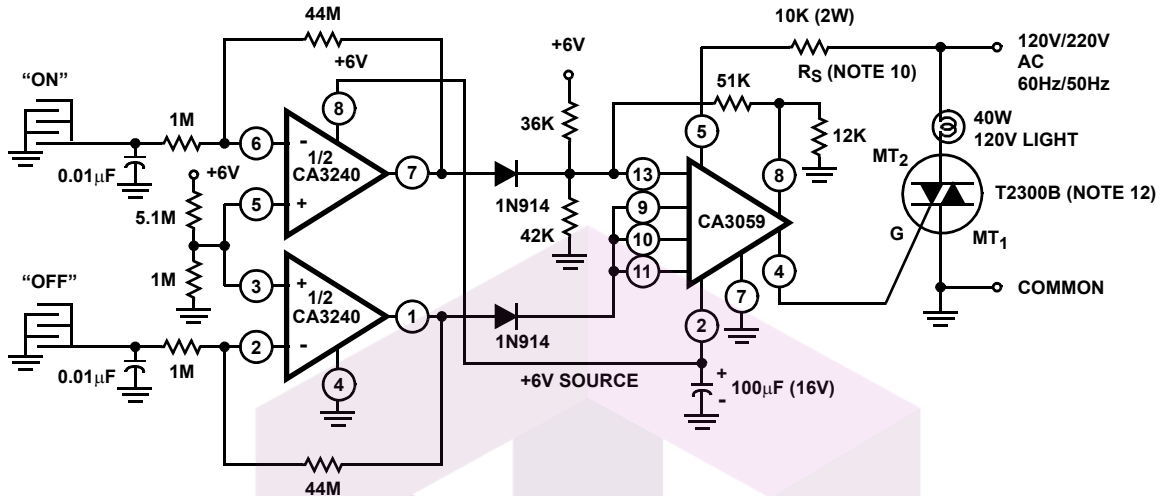 44M
10K (2W)
+6V
+6V
120V/220V
AC
60Hz/50Hz
RS (NOTE 10)
"ON"
51K
8
36K
5
40W
120V LIGHT
1M
6
-
12K
1/2
CA3240
MT2
0.01μF
7
13
8
+6V
T2300B (NOTE 12)
5
+
1N914
9
CA3059
5.1M
42K
10
G
MT1
"OFF"
1M
3
+
11
4
1/2
CA3240
7
COMMON
1
2
1N914
0.01μF
1M
2
-
4
+6V SOURCE
+
-
100μF (16V)
44M